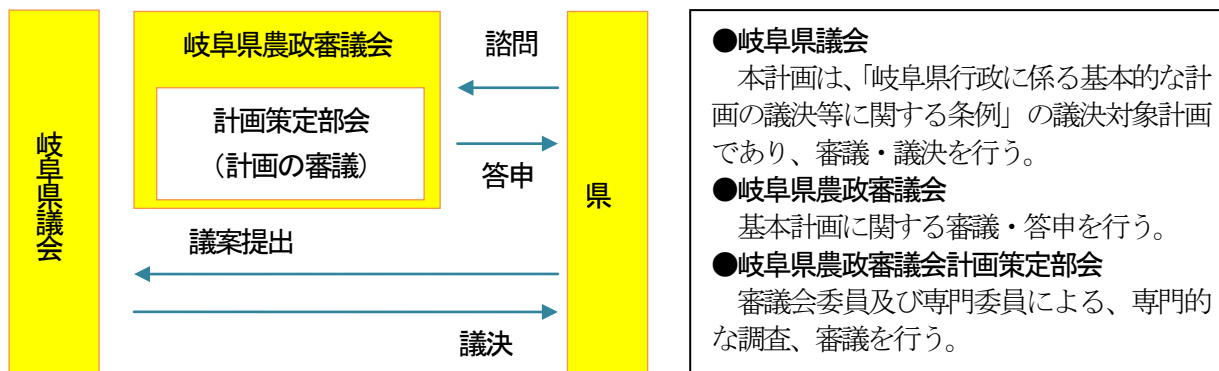 岐阜県議会
岐阜県農政審議会
計画策定部会
(計画の審議)
諮問
答申
県
議案提出
議決
●岐阜県議会
本計画は、「岐阜県行政に係る基本的な計
画の議決等に関する条例」の議決対象計画
であり、審議・議決を行う。
●岐阜県農政審議会
基本計画に関する審議・答申を行う。
●岐阜県農政審議会計画策定部会
審議会委員及び専門委員による、専門的
な調査、審議を行う。